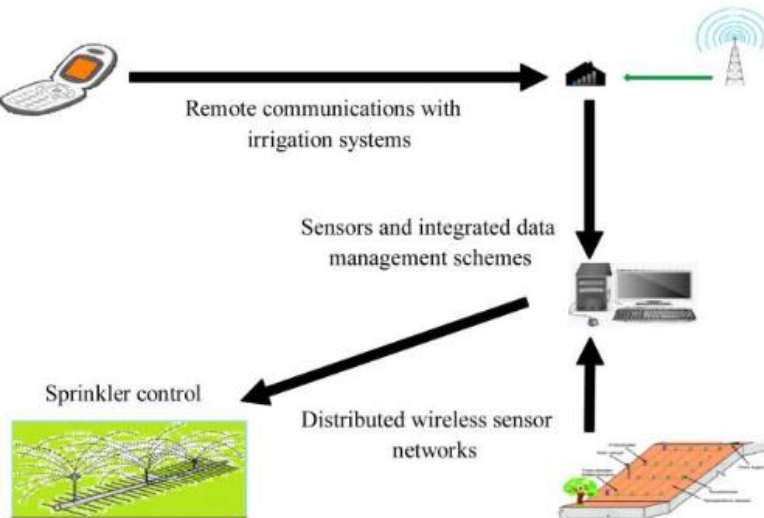 Remote communications with
irrigation systems
Sensors and integrated data
management schemes
Sprinkler control
Distributed wireless sensor
networks